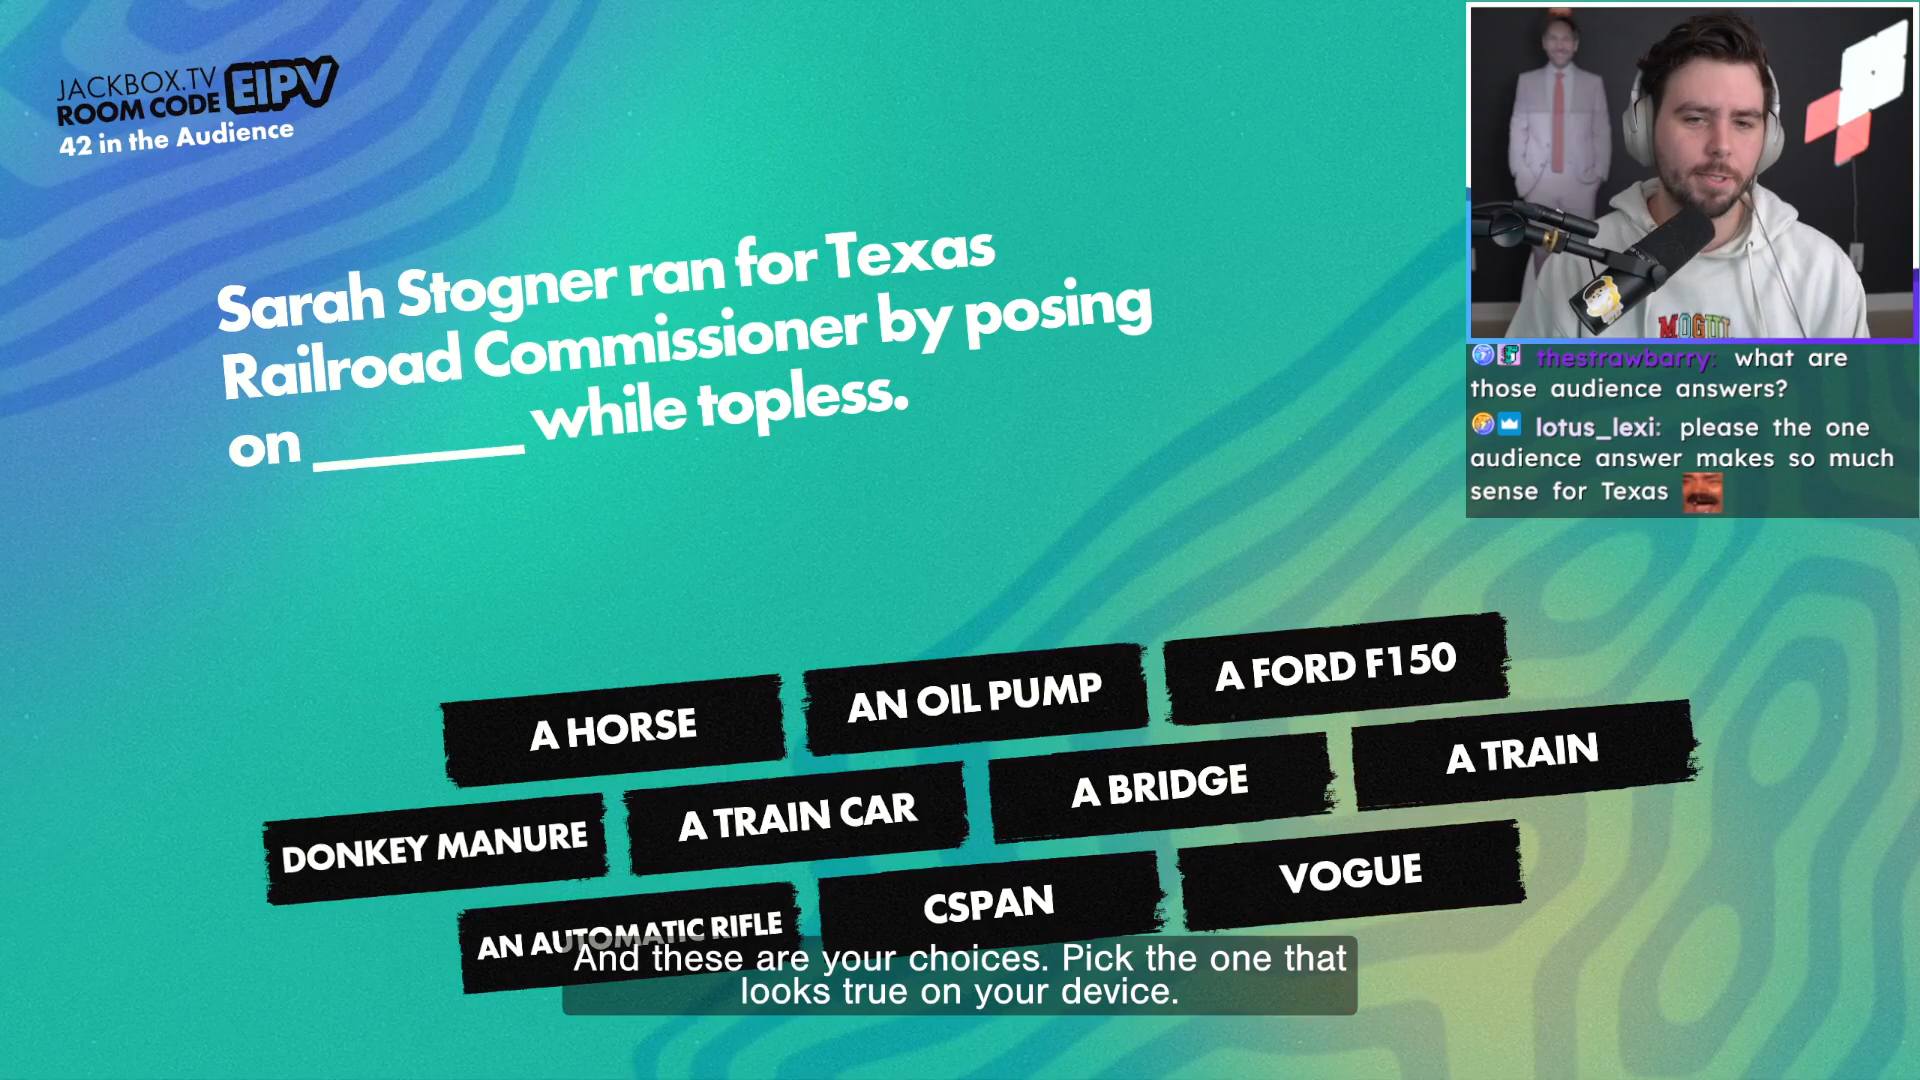 JACKBOX.TV
ROOM CODE EIPV
42 in the Audience
Sarah Stogner ran for Texas
Railroad Commissioner by posing
on ________ while topless.
A HORSE
AN OIL PUMP
A FORD F150
DONKEY MANURE
A TRAIN CAR
A BRIDGE
A TRAIN
AN AUTOMATIC RIFLE
CSPAN
VOGUE
And these are your choices. Pick the one that
looks true on your device.
MOGUL
thestrawbarry: what are
those audience answers?
lotus_lexi: please the one
audience answer makes so much
sense for Texas